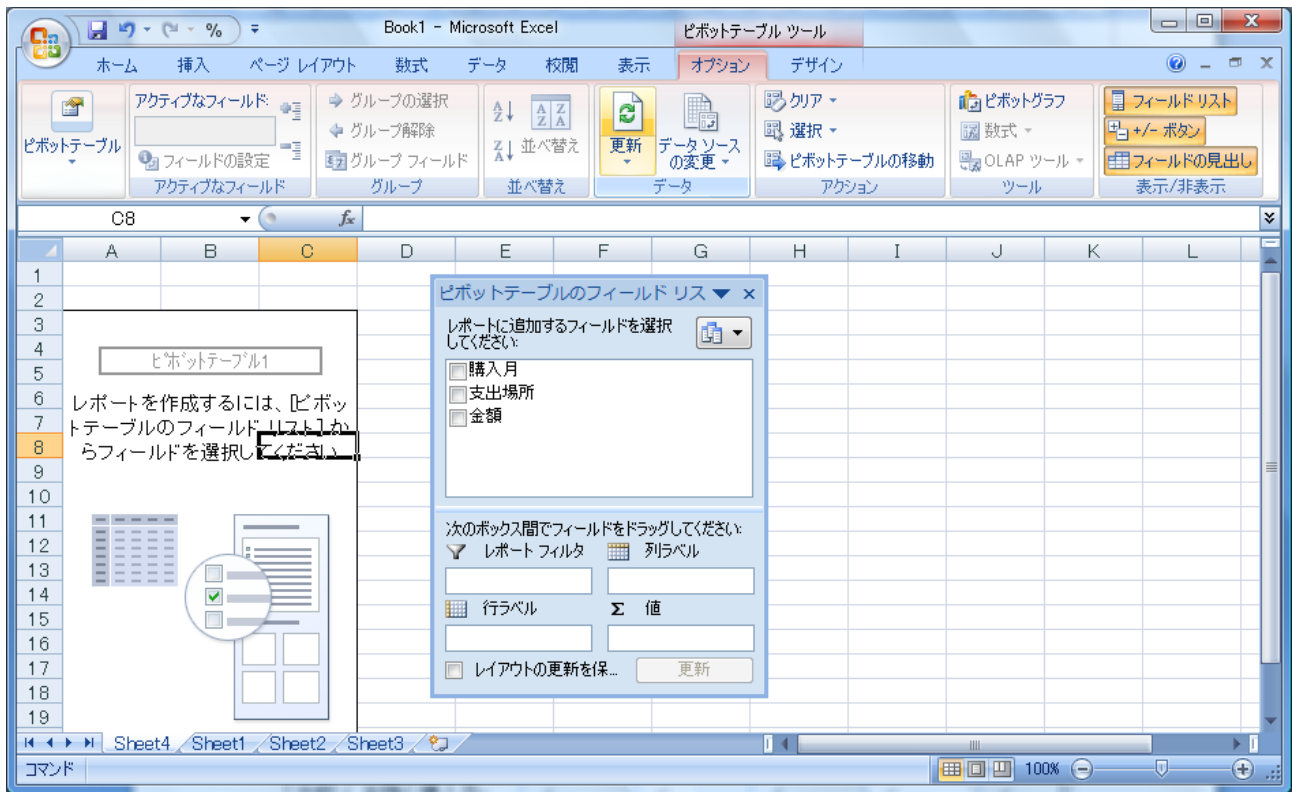 Book1 - Microsoft Excel
ピボットテーブル ツール
ホーム 挿入 ページ レイアウト 数式 データ 校閲 表示 オプション デザイン
ピボットテーブル
アクティブなフィールド:
フィールドの設定
アクティブなフィールド
グループの選択
グループ解除
グループ フィールド
グループ
並べ替え
並べ替え
更新
データ ソース
の変更
データ
クリア
選択
ピボットテーブルの移動
アクション
ピボットグラフ
数式
OLAP ツール
ツール
フィールド リスト
+/- ボタン
フィールドの見出し
表示/非表示
C8
fx
A B C D E F G H I J K L
1
2
3
4
5
6
7
8
9
10
11
12
13
14
15
16
17
18
19
ピボットテーブル1
レポートを作成するには、[ピボッ
トテーブルのフィールド リスト] か
らフィールドを選択してください
ピボットテーブルのフィールド リス
レポートに追加するフィールドを選択
してください:
購入月
支出場所
金額
次のボックス間でフィールドをドラッグしてください:
レポート フィルタ 列ラベル
行ラベル Σ 値
レイアウトの更新を保... 更新
Sheet4 Sheet1 Sheet2 Sheet3
コマンド
100%